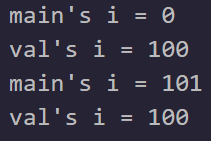 main's i = 0
val's i = 100
main's i = 101
val's i = 100